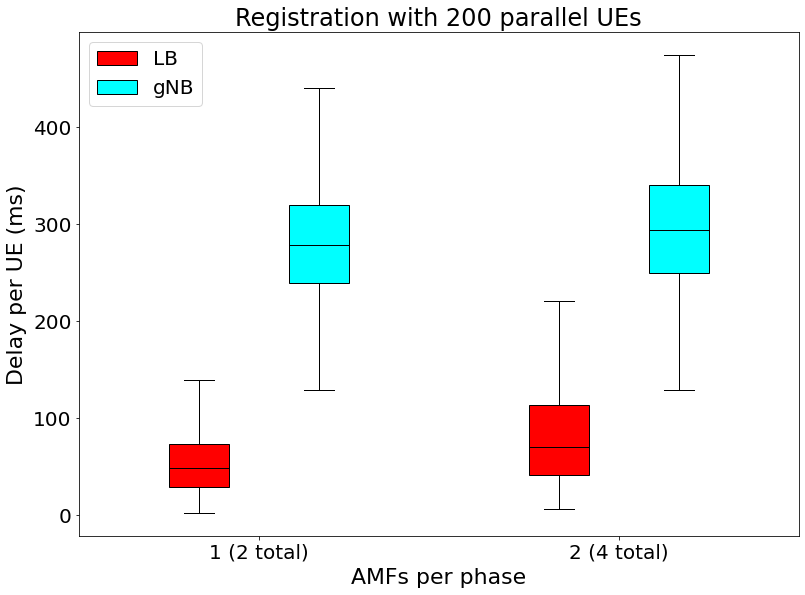 Registration with 200 parallel UEs
LB
gNB
Delay per UE (ms)
400
300
200
100
0
1 (2 total)
2 (4 total)
AMFs per phase